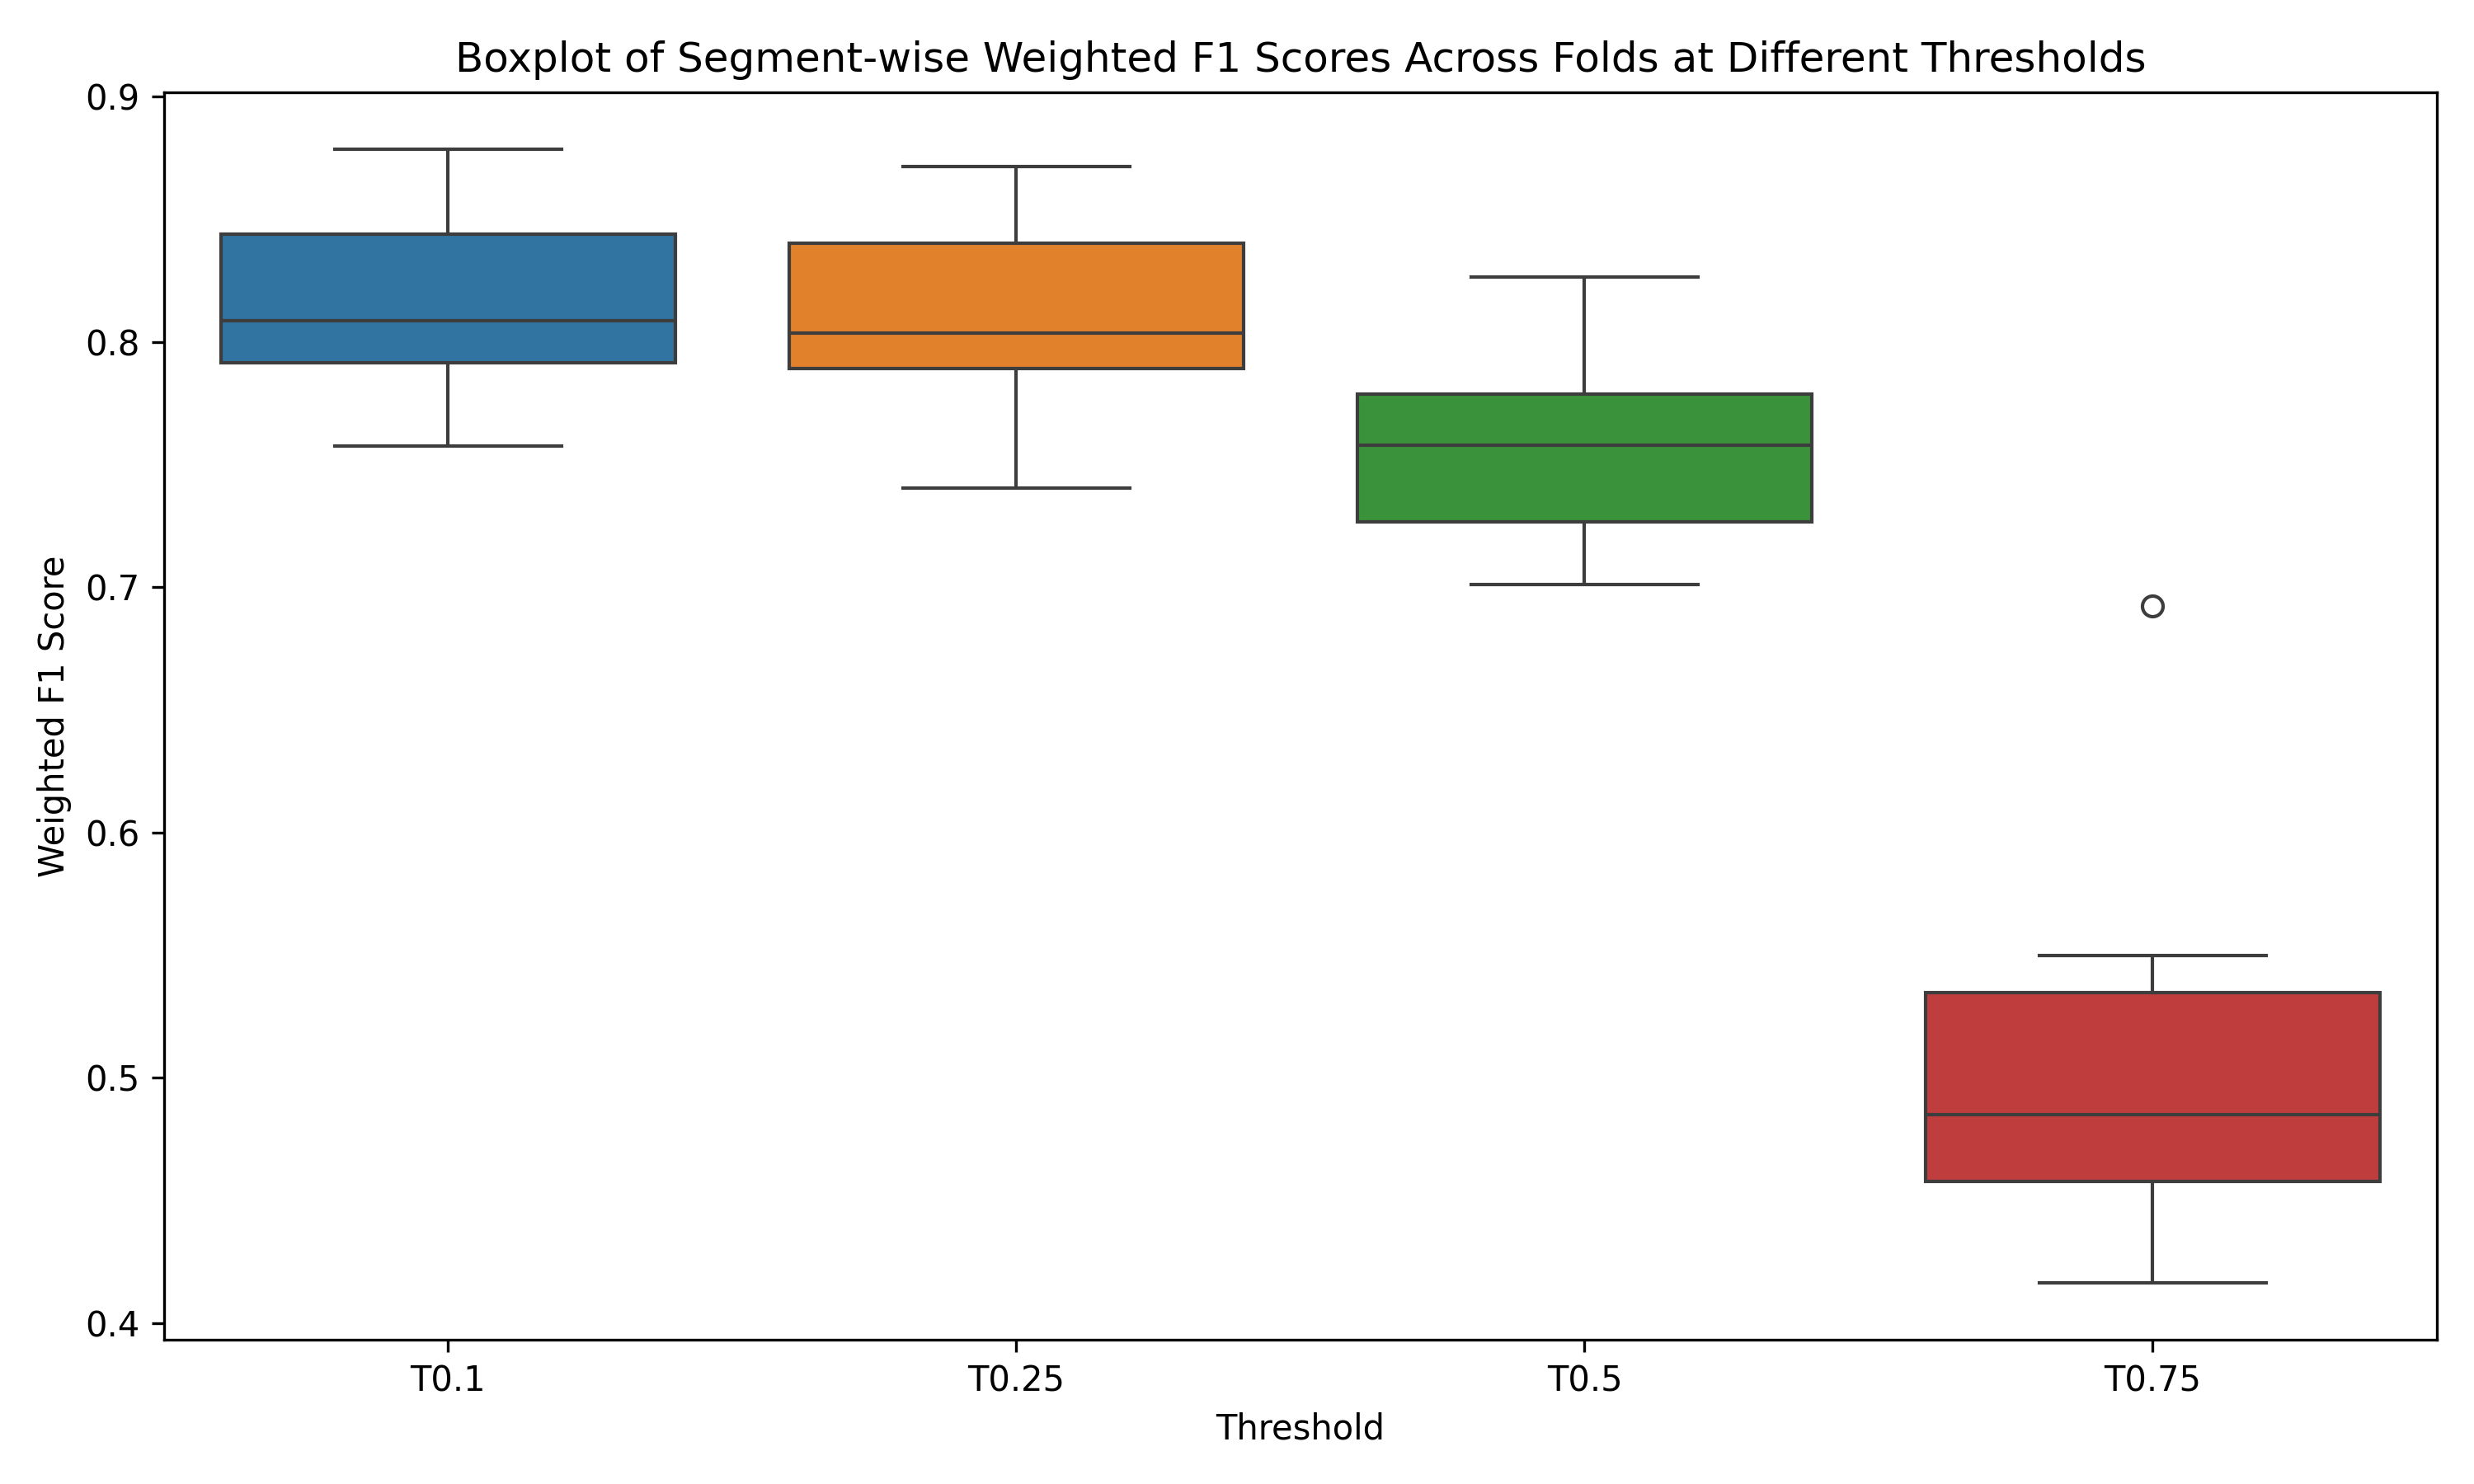 Boxplot of Segment-wise Weighted F1 Scores Across Folds at Different Thresholds
Weighted F1 Score
0.9
0.8
0.7
0.6
0.5
0.4
T0.1
T0.25
T0.5
T0.75
Threshold